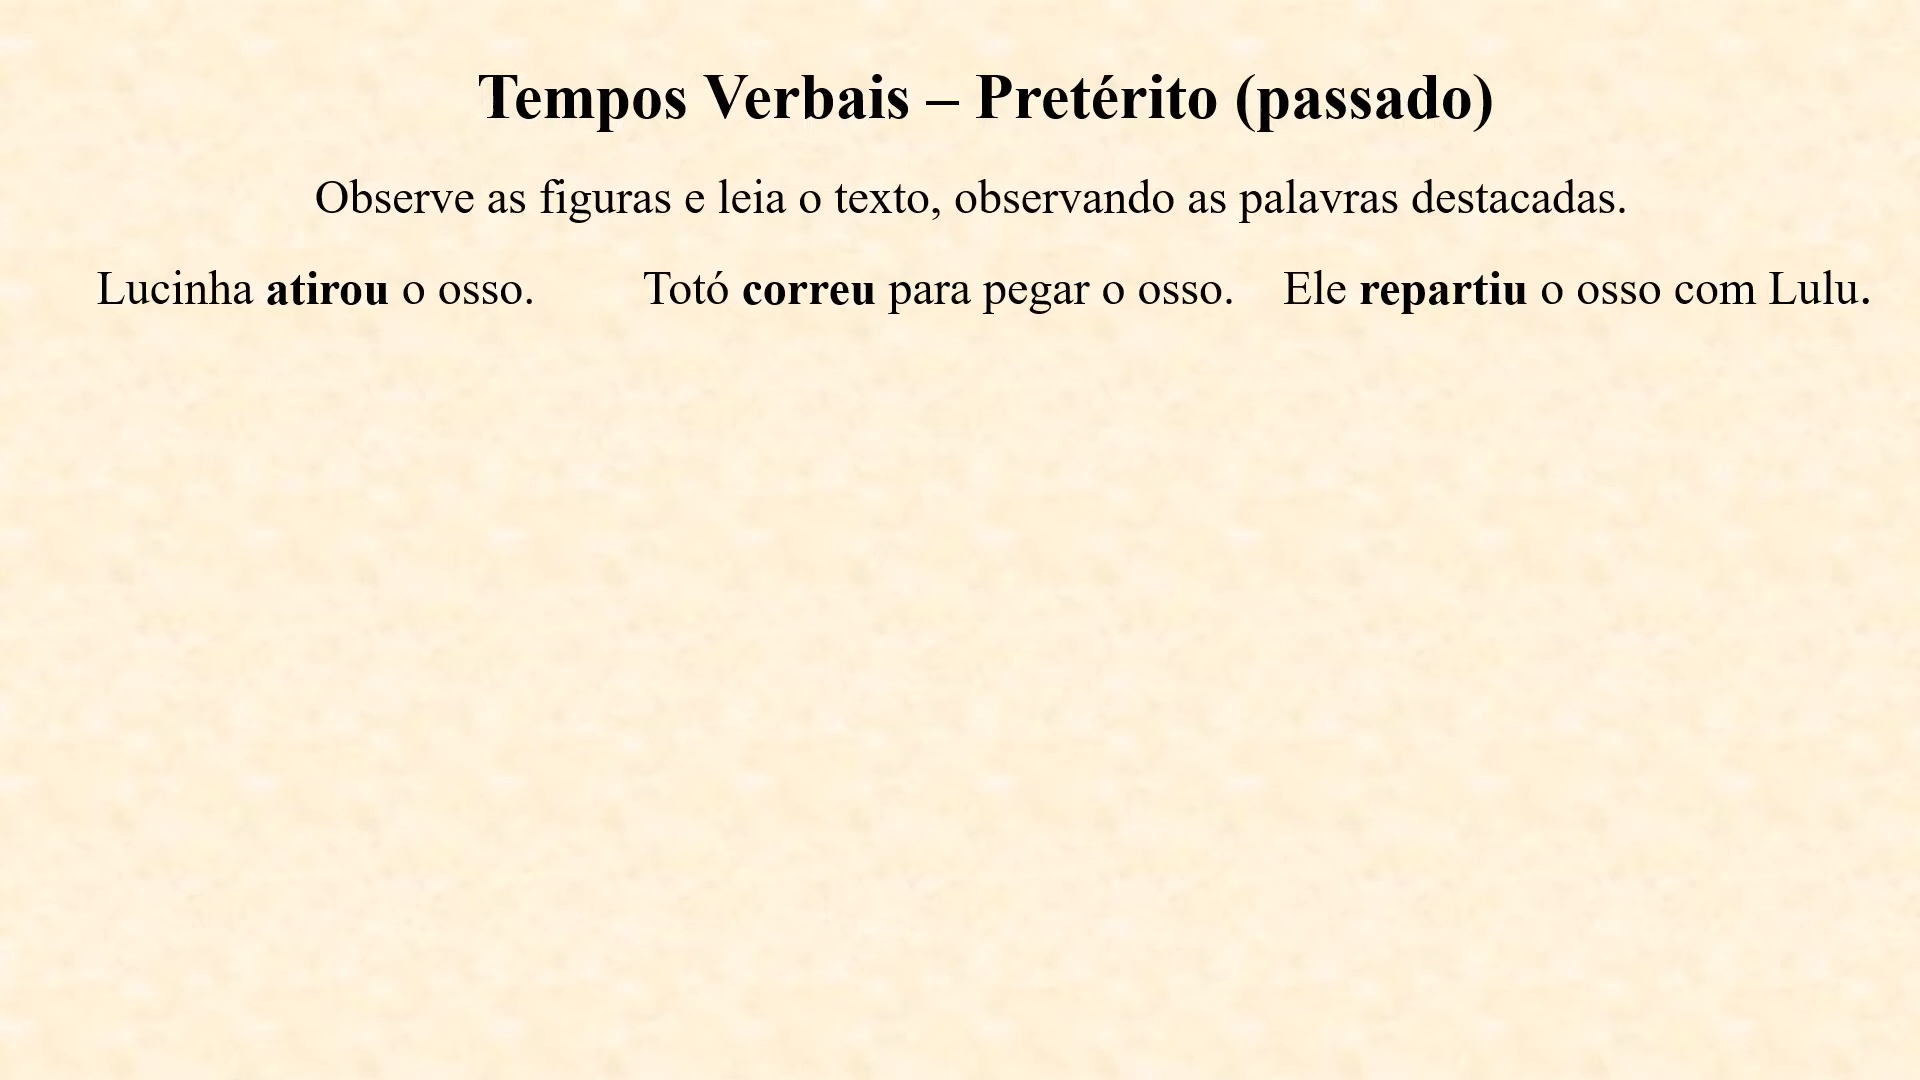 Tempos Verbais – Pretérito (passado)
Observe as figuras e leia o texto, observando as palavras destacadas.
Lucinha atirou o osso. Totó correu para pegar o osso. Ele repartiu o osso com Lulu.